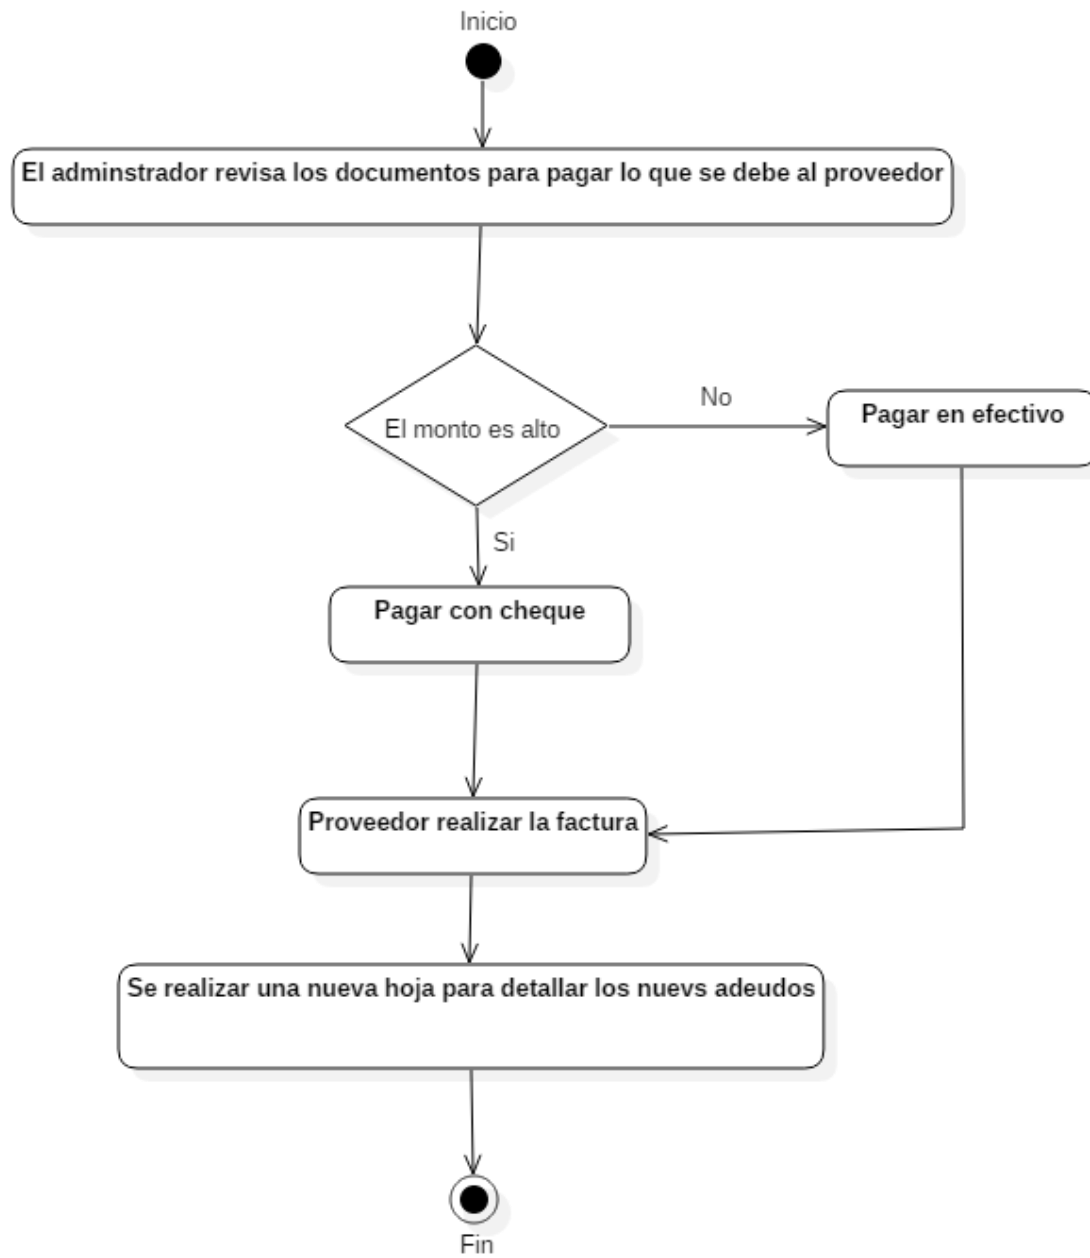 Inicio
El adminstrador revisa los documentos para pagar lo que se debe al proveedor
El monto es alto
No
Pagar en efectivo
Si
Pagar con cheque
Proveedor realizar la factura
Se realizar una nueva hoja para detallar los nuevs adeudos
Fin